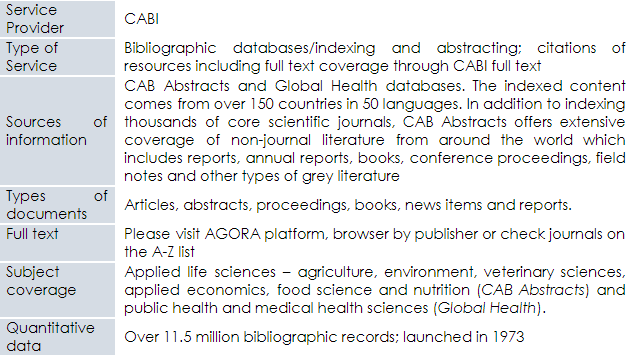 Service
Provider
CABI
Type of
Service
Bibliographic databases/indexing and abstracting; citations of
resources including full text coverage through CABI full text
Sources of
information
CAB Abstracts and Global Health databases. The indexed content
comes from over 150 countries in 50 languages. In addition to indexing
thousands of core scientific journals, CAB Abstracts offers extensive
coverage of non-journal literature from around the world which
includes reports, annual reports, books, conference proceedings, field
notes and other types of grey literature
Types of
documents
Articles, abstracts, proceedings, books, news items and reports.
Full text
Please visit AGORA platform, browser by publisher or check journals on
the A-Z list
Subject
coverage
Applied life sciences – agriculture, environment, veterinary sciences,
applied economics, food science and nutrition (CAB Abstracts) and
public health and medical health sciences (Global Health).
Quantitative
data
Over 11.5 million bibliographic records; launched in 1973